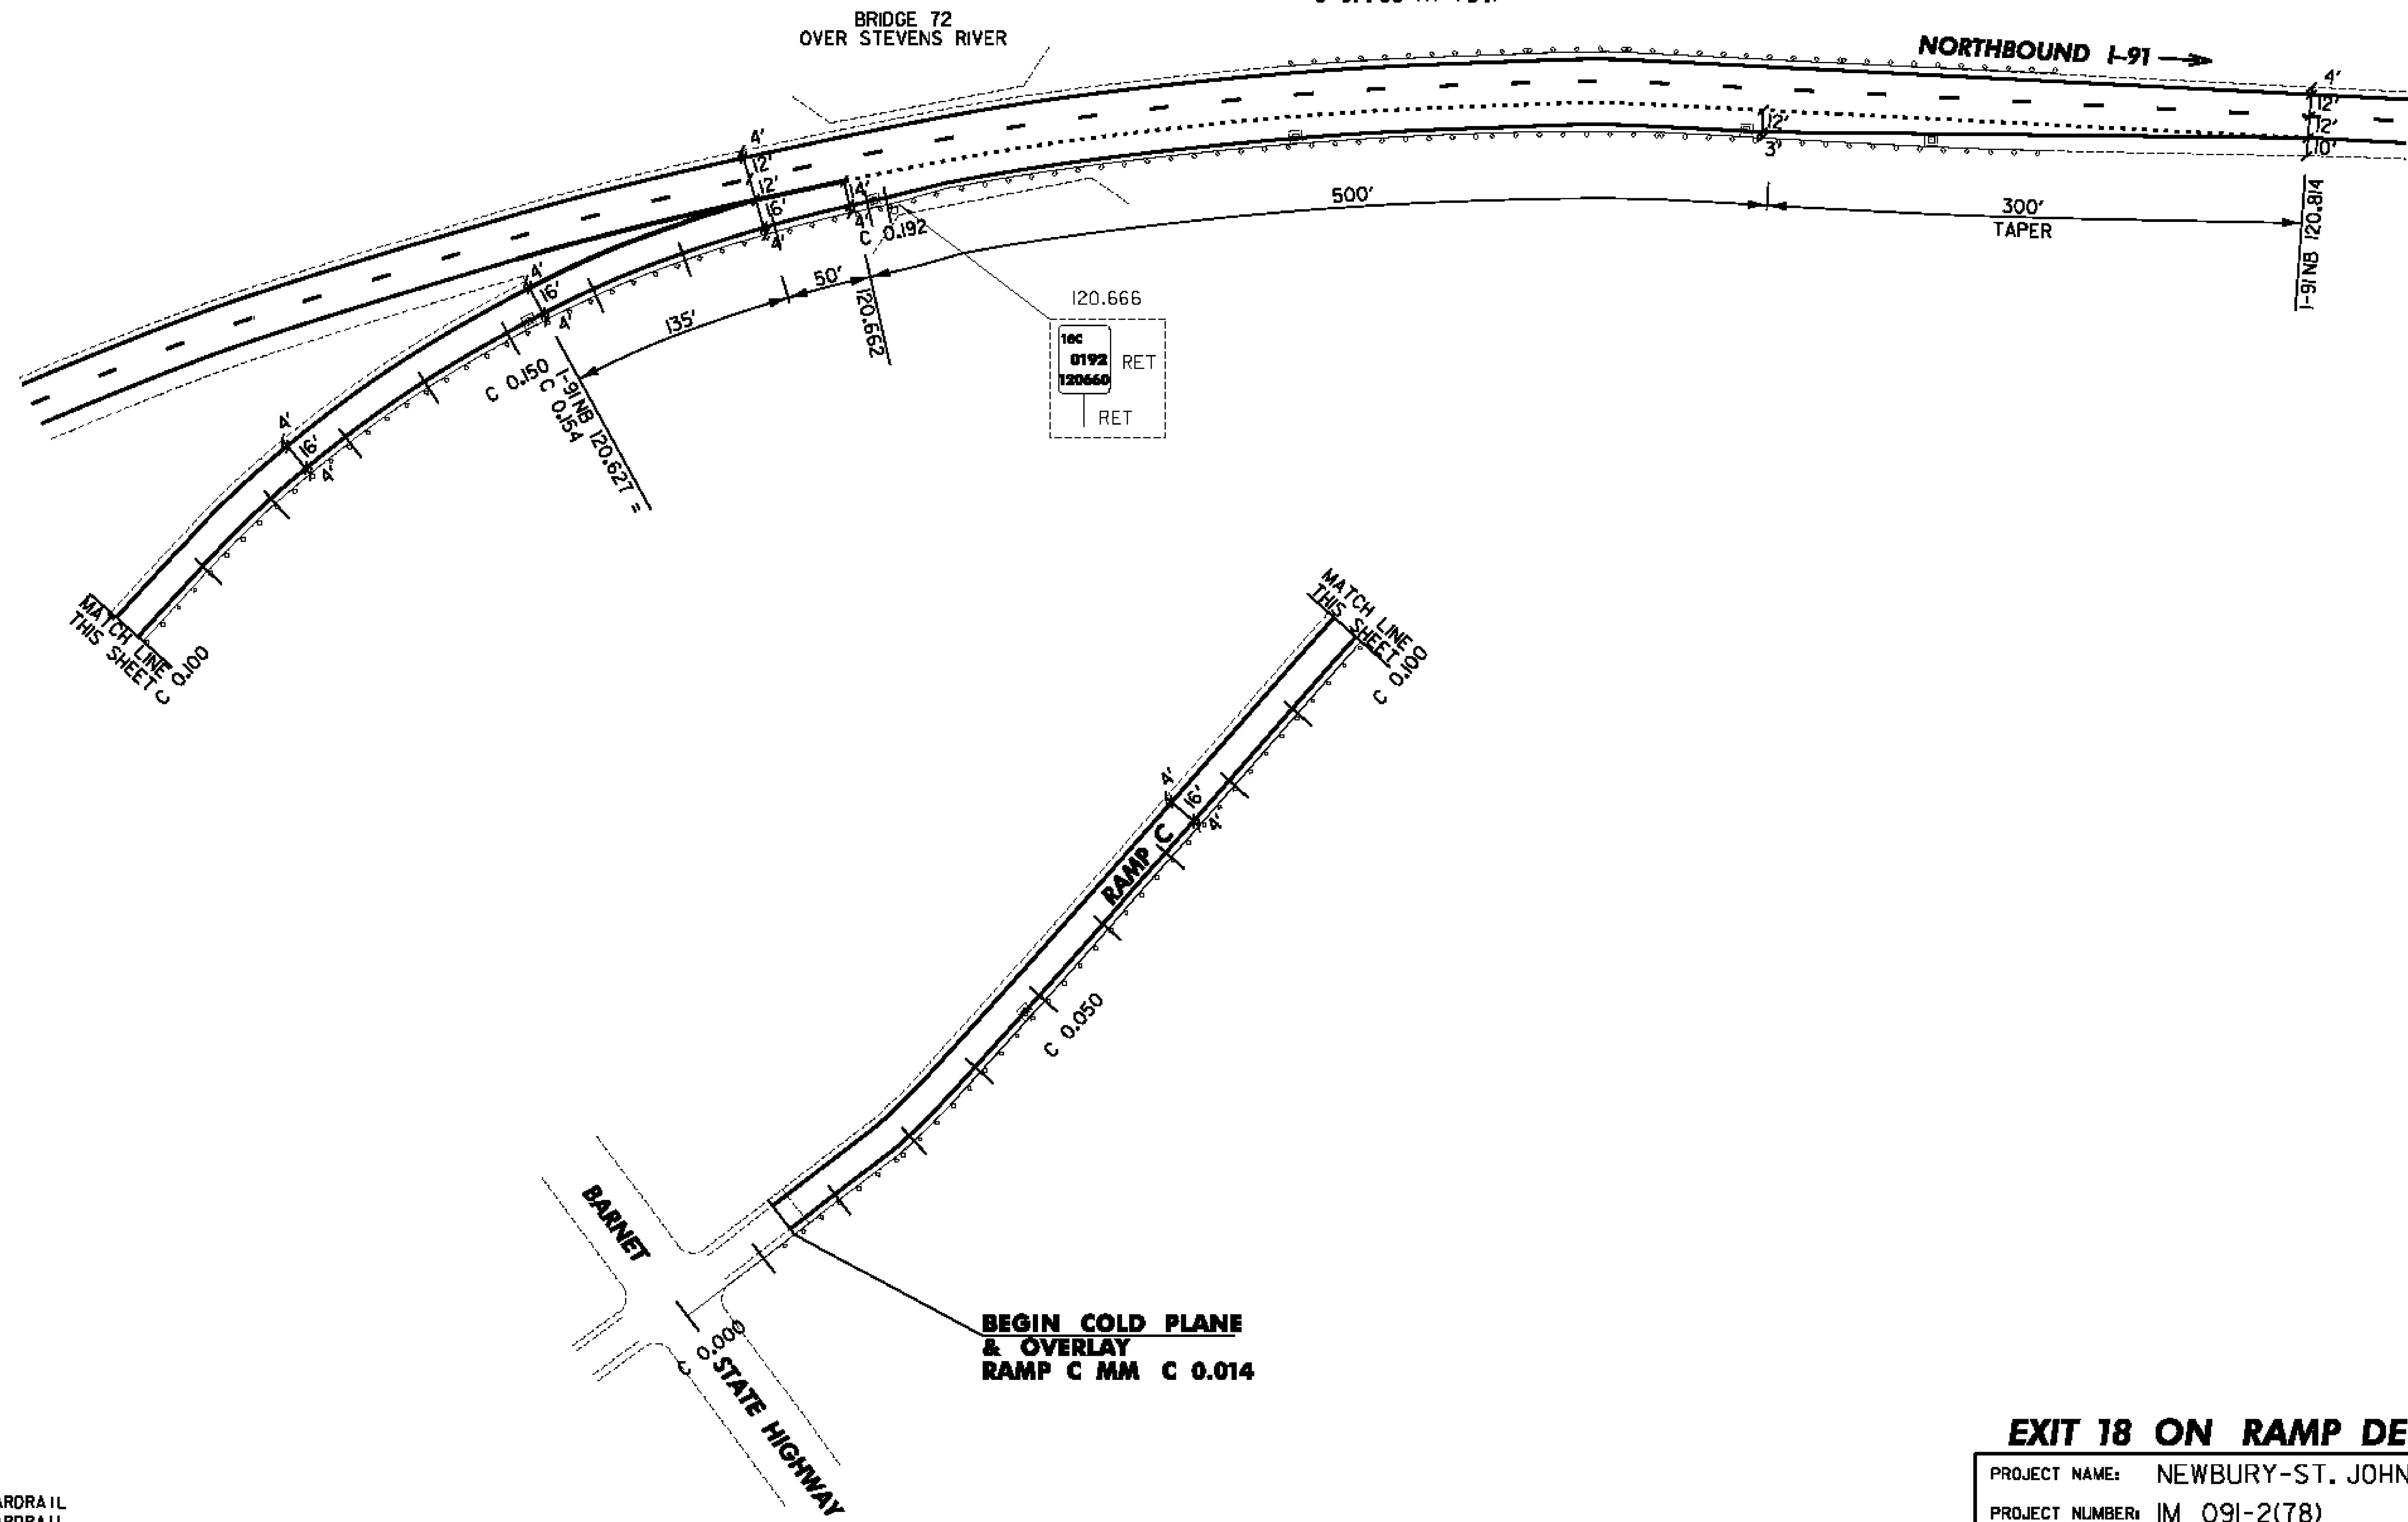 BRIDGE 72
OVER STEVENS RIVER
NORTHBOUND I-91
4'
12'
12'
10'
4'
12'
12'
16'
4'
14'
4'
C 0.192
12'
3'
500'
300'
TAPER
I-91 NB 120.814
4'
16'
4'
50'
135'
120.662
120.666
18C
0192
120660
RET
RET
C 0.150
I-91 NB 120.627 =
C 0.154
4'
16'
4'
MATCH LINE
THIS SHEET C 0.100
MATCH LINE
THIS SHEET
C 0.100
4'
16'
4'
RAMP C
C 0.050
BARNET
C 0.000
STATE HIGHWAY
BEGIN COLD PLANE
& OVERLAY
RAMP C MM C 0.014
EXIT 18 ON RAMP DE
PROJECT NAME: NEWBURY-ST. JOHN
PROJECT NUMBER: IM 091-2(78)
ARDRAIL